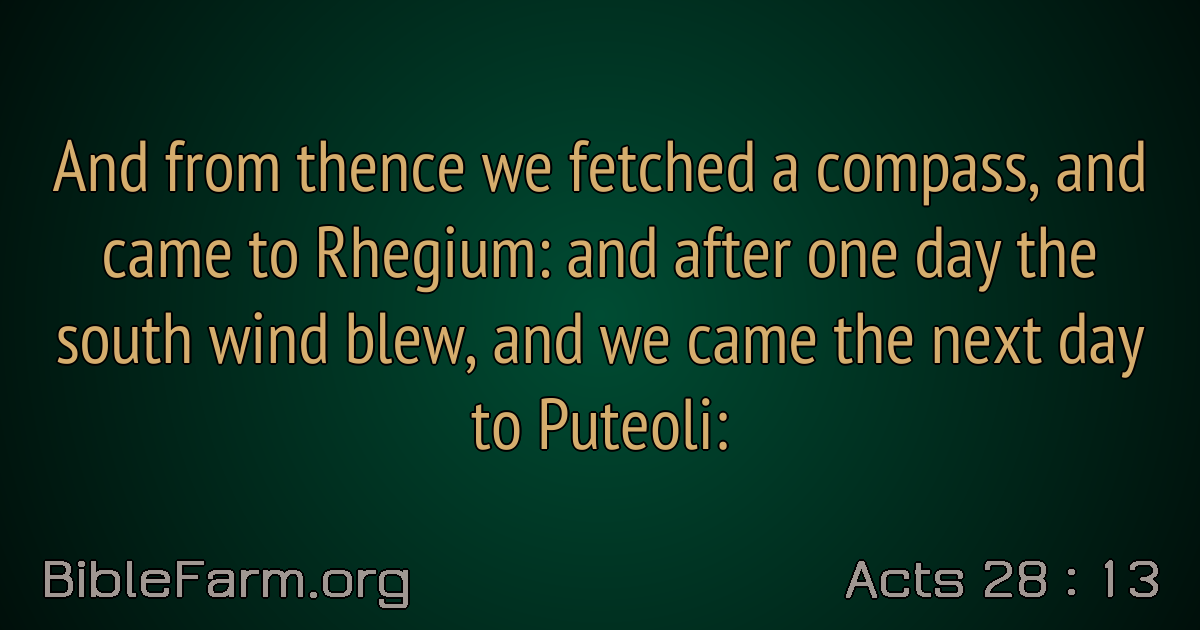 And from thence we fetched a compass, and
came to Rhegium: and after one day the
south wind blew, and we came the next day
to Puteoli:
BibleFarm.org
Acts 28 : 13